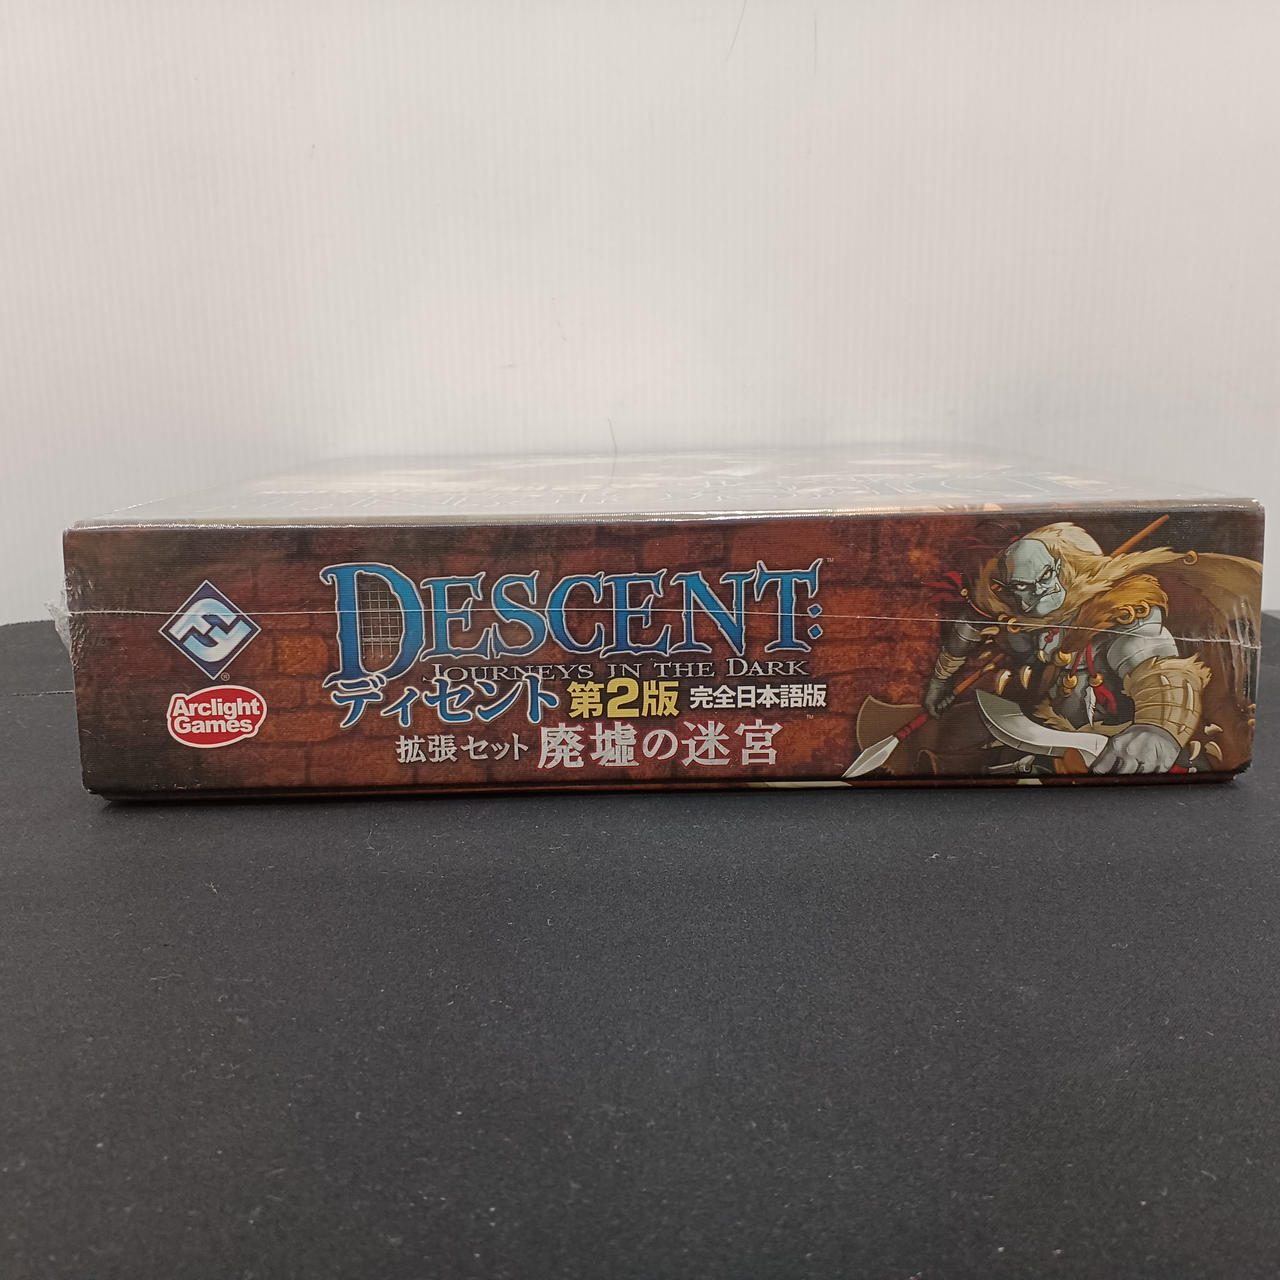 DESCENT:
JOURNEYS IN THE DARK
ディセント 第2版 完全日本語版
拡張セット 廃墟の迷宮
Arclight
Games